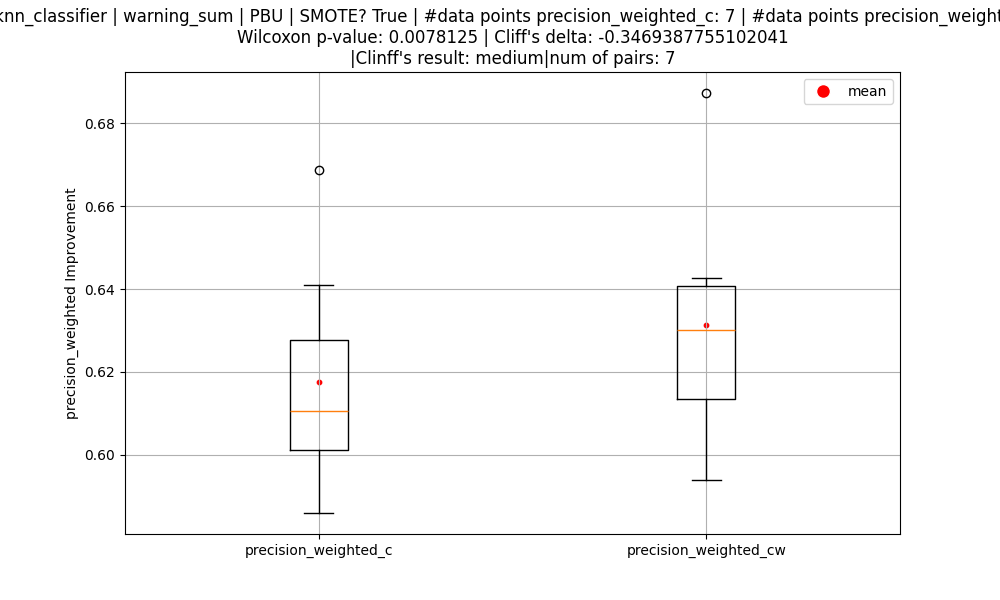 knn_classifier | warning_sum | PBU | SMOTE? True | #data points precision_weighted_c: 7 | #data points
Wilcoxon p-value: 0.0078125 | Cliff's delta: -0.3469387755102041
|Clinff's result: medium|num of pairs: 7
mean
0.68
0.66
0.64
0.62
0.60
precision_weighted Improvement
precision_weighted_c
precision_weighted_cw